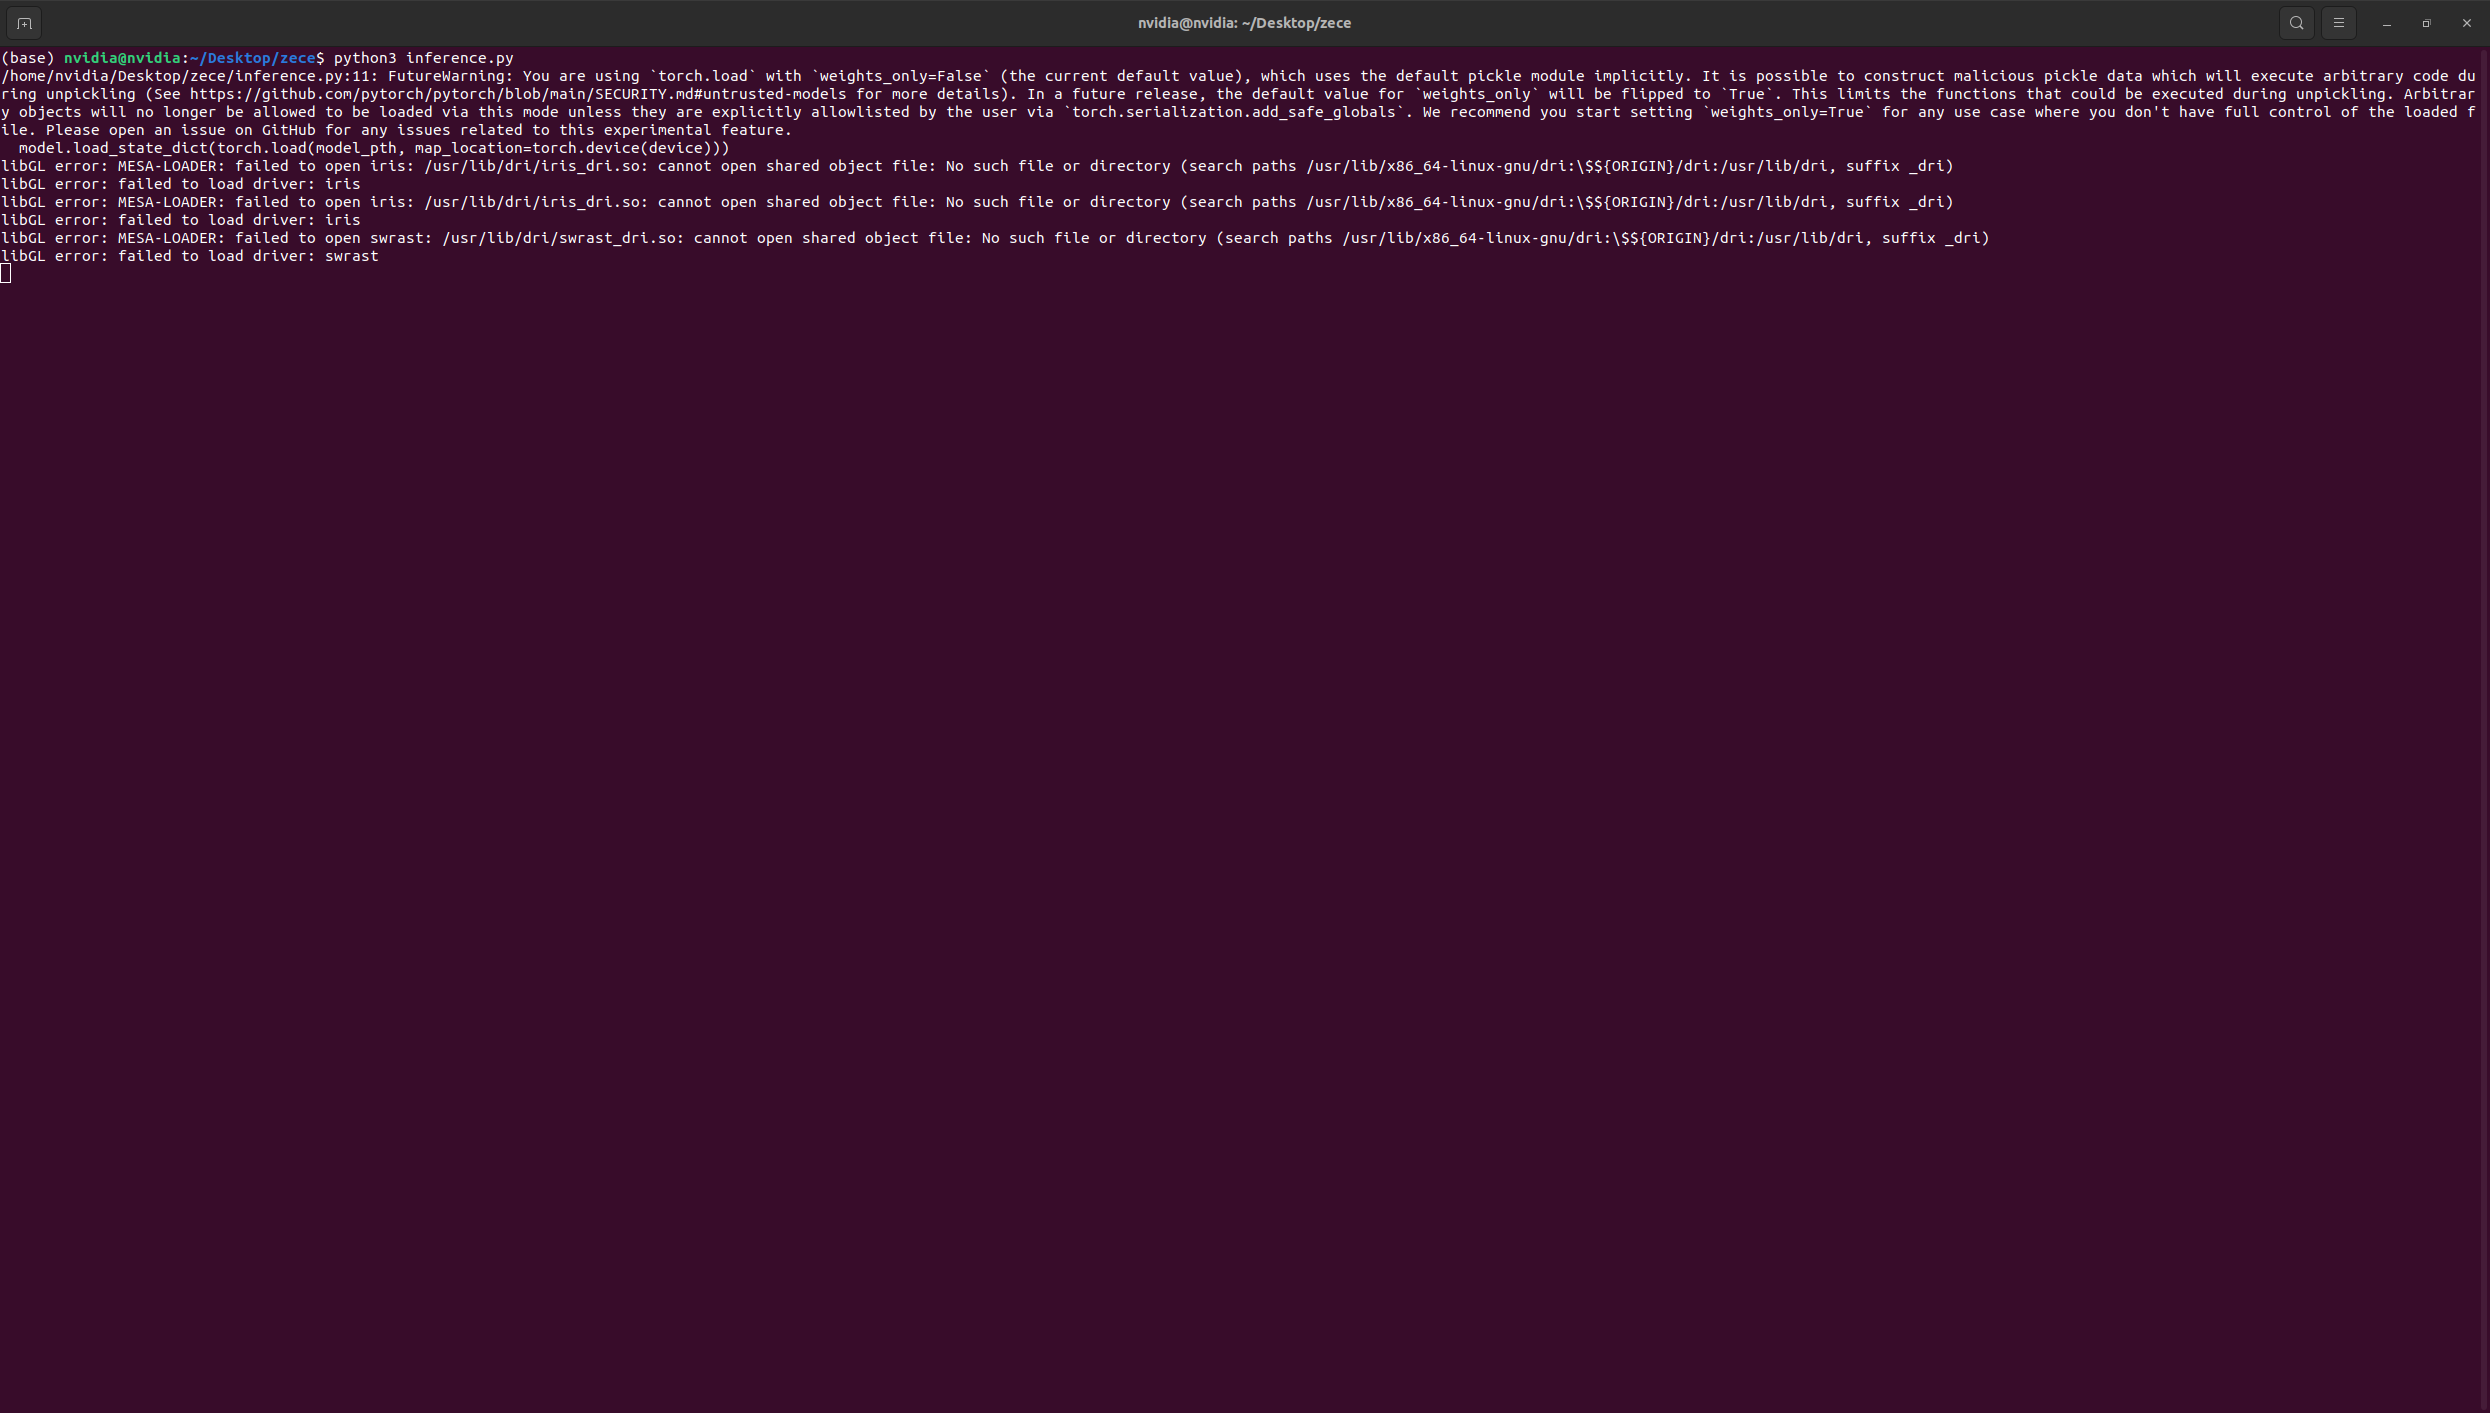 nvidia@nvidia: ~/Desktop/zece
(base) nvidia@nvidia:~/Desktop/zece$ python3 inference.py
/home/nvidia/Desktop/zece/inference.py:11: FutureWarning: You are using `torch.load` with `weights_only=False` (the current default value), which uses the default pickle module implicitly. It is possible to construct malicious pickle data which will execute arbitrary code du
ring unpickling (See https://github.com/pytorch/pytorch/blob/main/SECURITY.md#untrusted-models for more details). In a future release, the default value for `weights_only` will be flipped to `True`. This limits the functions that could be executed during unpickling. Arbitrar
y objects will no longer be allowed to be loaded via this mode unless they are explicitly allowlisted by the user via `torch.serialization.add_safe_globals`. We recommend you start setting `weights_only=True` for any use case where you don't have full control of the loaded f
ile. Please open an issue on GitHub for any issues related to this experimental feature.
  model.load_state_dict(torch.load(model_pth, map_location=torch.device(device)))
libGL error: MESA-LOADER: failed to open iris: /usr/lib/dri/iris_dri.so: cannot open shared object file: No such file or directory (search paths /usr/lib/x86_64-linux-gnu/dri:\$${ORIGIN}/dri:/usr/lib/dri, suffix _dri)
libGL error: failed to load driver: iris
libGL error: MESA-LOADER: failed to open iris: /usr/lib/dri/iris_dri.so: cannot open shared object file: No such file or directory (search paths /usr/lib/x86_64-linux-gnu/dri:\$${ORIGIN}/dri:/usr/lib/dri, suffix _dri)
libGL error: failed to load driver: iris
libGL error: MESA-LOADER: failed to open swrast: /usr/lib/dri/swrast_dri.so: cannot open shared object file: No such file or directory (search paths /usr/lib/x86_64-linux-gnu/dri:\$${ORIGIN}/dri:/usr/lib/dri, suffix _dri)
libGL error: failed to load driver: swrast